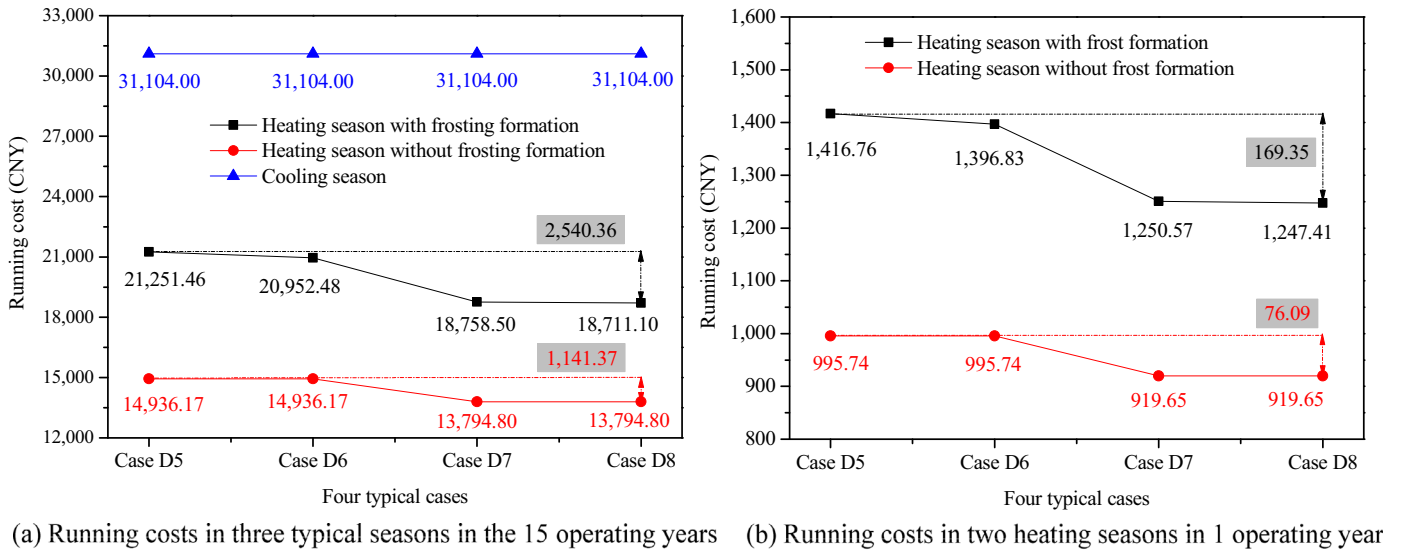 33,000
30,000
27,000
24,000
21,000
18,000
15,000
12,000
Running cost (CNY)
31,104.00 31,104.00 31,104.00 31,104.00
Heating season with frosting formation
Heating season without frosting formation
Cooling season
2,540.36
21,251.46 20,952.48 18,758.50 18,711.10
1,141.37
14,936.17 14,936.17 13,794.80 13,794.80
Case D5 Case D6 Case D7 Case D8
Four typical cases
(a) Running costs in three typical seasons in the 15 operating years
1,600
1,500
1,400
1,300
1,200
1,100
1,000
900
800
Running cost (CNY)
Heating season with frost formation
Heating season without frost formation
169.35
1,416.76 1,396.83 1,250.57 1,247.41
76.09
995.74 995.74 919.65 919.65
Case D5 Case D6 Case D7 Case D8
Four typical cases
(b) Running costs in two heating seasons in 1 operating year